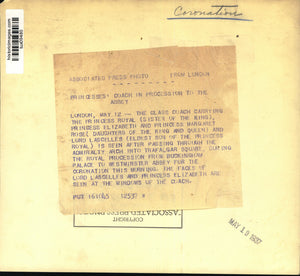 Coronation
ASSOCIATED PRESS PHOTO FROM LONDON
PRINCESSES' COACH IN PROCESSION TO THE
ABBEY
LONDON, MAY 12 -- THE GLASS COACH CARRYING
THE PRINCESS ROYAL (SISTER OF THE KING),
PRINCESS ELIZABETH AND PRINCESS MARGARET
ROSE( DAUGHTERS OF THE KING AND QUEEN) AND
LORD LASCELLES (ELDEST SON OF THE PRINCESS
ROYAL) IS SEEN AFTER PASSING THROUGH THE
ADMIRALTY ARCH INTO TRAFALGAR SQUARE, DURING
THE ROYAL PROCESSION FROM BUCKINGHAM
PALACE TO WESTMINSTER ABBEY FOR THE
CORONATION THIS MORNING. THE FACES OF
LORD LASCELLES AND PRINCESS ELIZABETH ARE
SEEN AT THE WINDOWS OF THE COACH.
ASSOCIATED PRESS
COPYRIGHT
MAY 1 1937